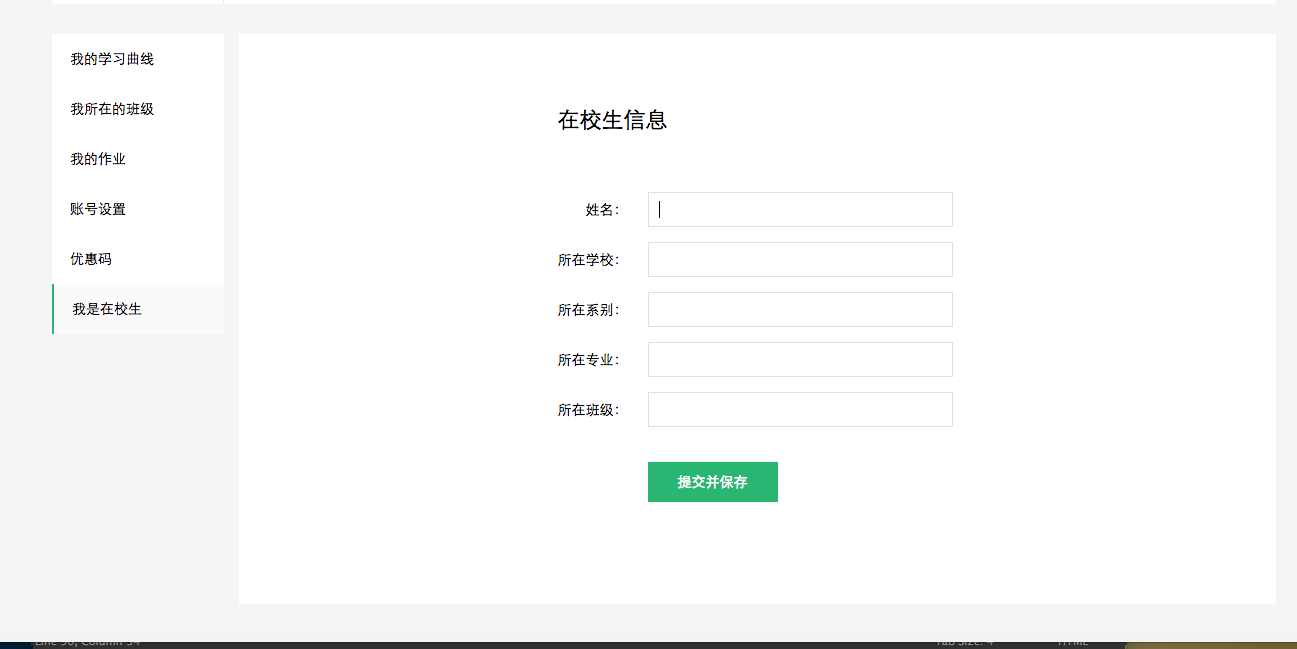 我的学习曲线
我所在的班级
我的作业
账号设置
优惠码
我是在校生
在校生信息
姓名：
所在学校：
所在系别：
所在专业：
所在班级：
提交并保存